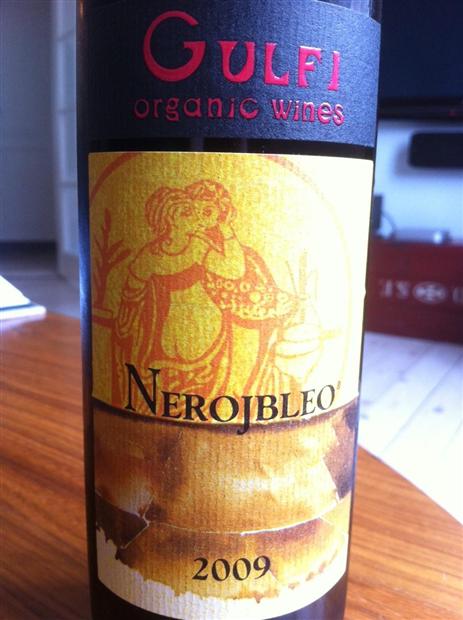 GULFI
organic wines
NEROJBLEO®
2009